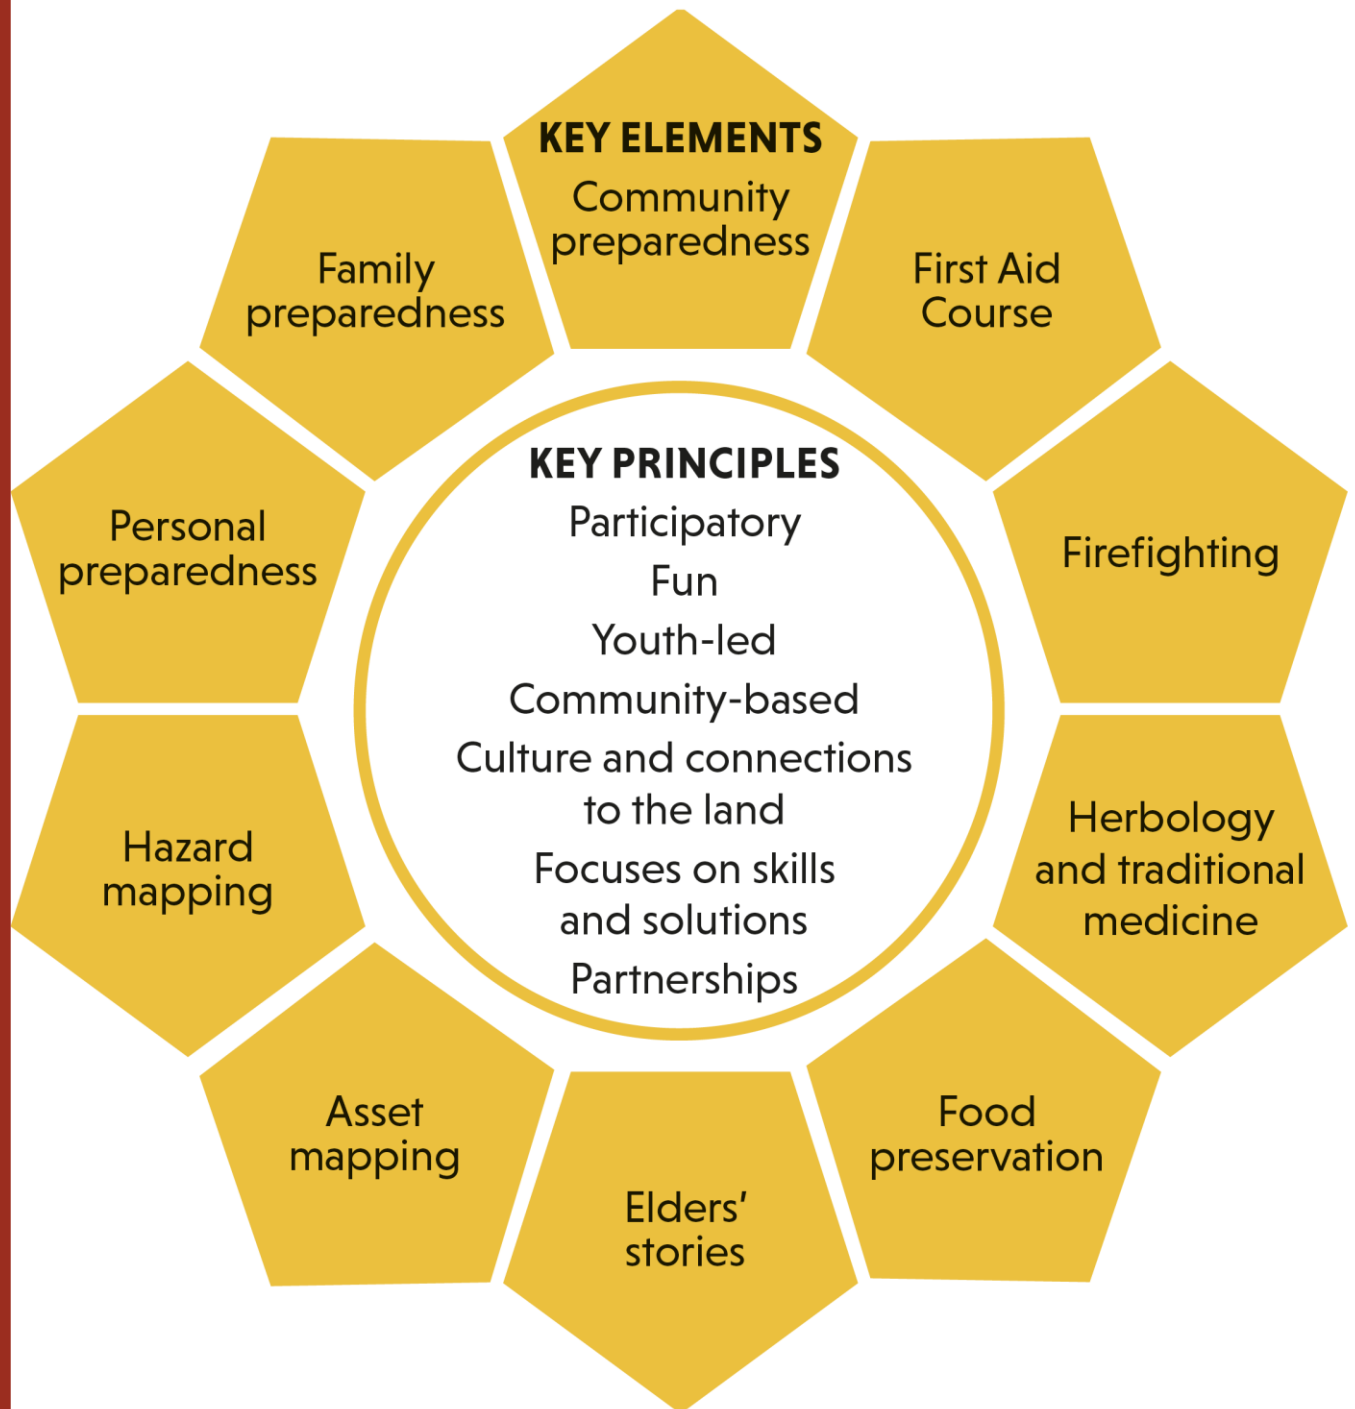 KEY ELEMENTS
Community
preparedness
First Aid
Course
Firefighting
Herbology
and traditional
medicine
Food
preservation
Elders’
stories
Asset
mapping
Hazard
mapping
Personal
preparedness
Family
preparedness
KEY PRINCIPLES
Participatory
Fun
Youth-led
Community-based
Culture and connections
to the land
Focuses on skills
and solutions
Partnerships